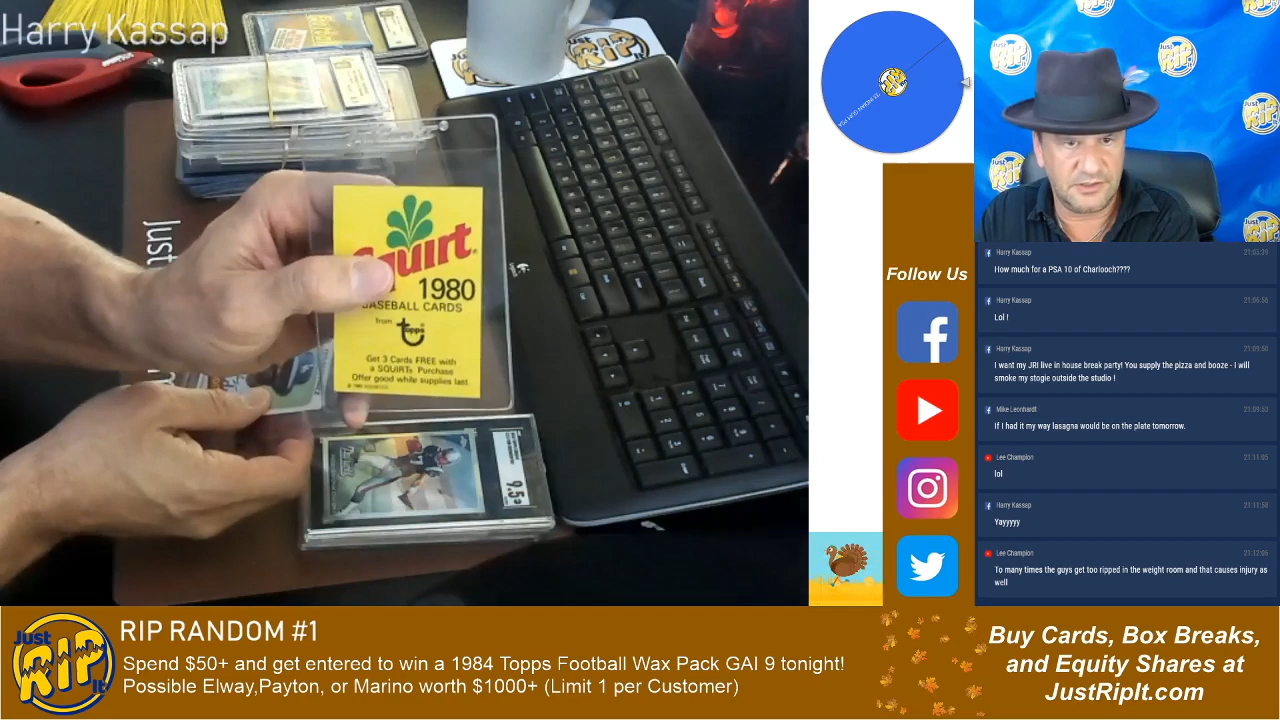 Harry Kassap
Squirt
1980
BASEBALL CARDS
from Topps
Get 3 Cards FREE with
a SQUIRT® Purchase
Offer good while supplies last.
9.5
Just
RIP
Follow Us
Harry Kassap
How much for a PSA 10 of Charlooch????
Harry Kassap
Lol !
Harry Kassap
I want my JRI live in house break party! You supply the pizza and booze - I will
smoke my stogie outside the studio !
Mike Leonhardt
If I had it my way lasagna would be on the plate tomorrow.
Lee Champion
lol
Harry Kassap
Yayyyyy
Lee Champion
To many times the guys get too ripped in the weight room and that causes injury as
well
Just
RIP
It
RIP RANDOM #1
Spend $50+ and get entered to win a 1984 Topps Football Wax Pack GAI 9 tonight!
Possible Elway,Payton, or Marino worth $1000+ (Limit 1 per Customer)
Buy Cards, Box Breaks,
and Equity Shares at
JustRipIt.com